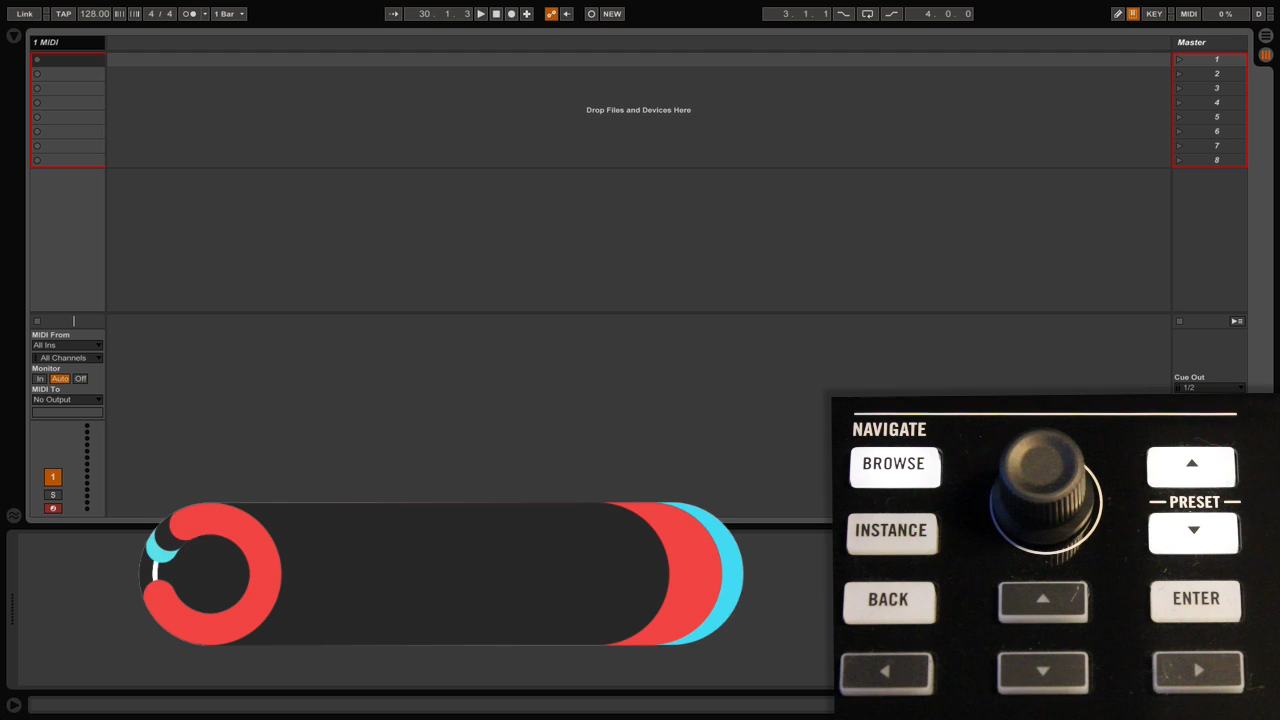 Link TAP 128.00 4 / 4 1 Bar 30. 1. 3 NEW 3. 1. 1 4. 0. 0 KEY MIDI 0 % D
1 MIDI Master
1
Drop Files and Devices Here
2
3
4
5
6
7
8
MIDI From
All Ins
All Channels
Monitor
In Auto Off
MIDI To
No Output
Cue Out
1/2
1
S
NAVIGATE
BROWSE
PRESET
INSTANCE
BACK
ENTER